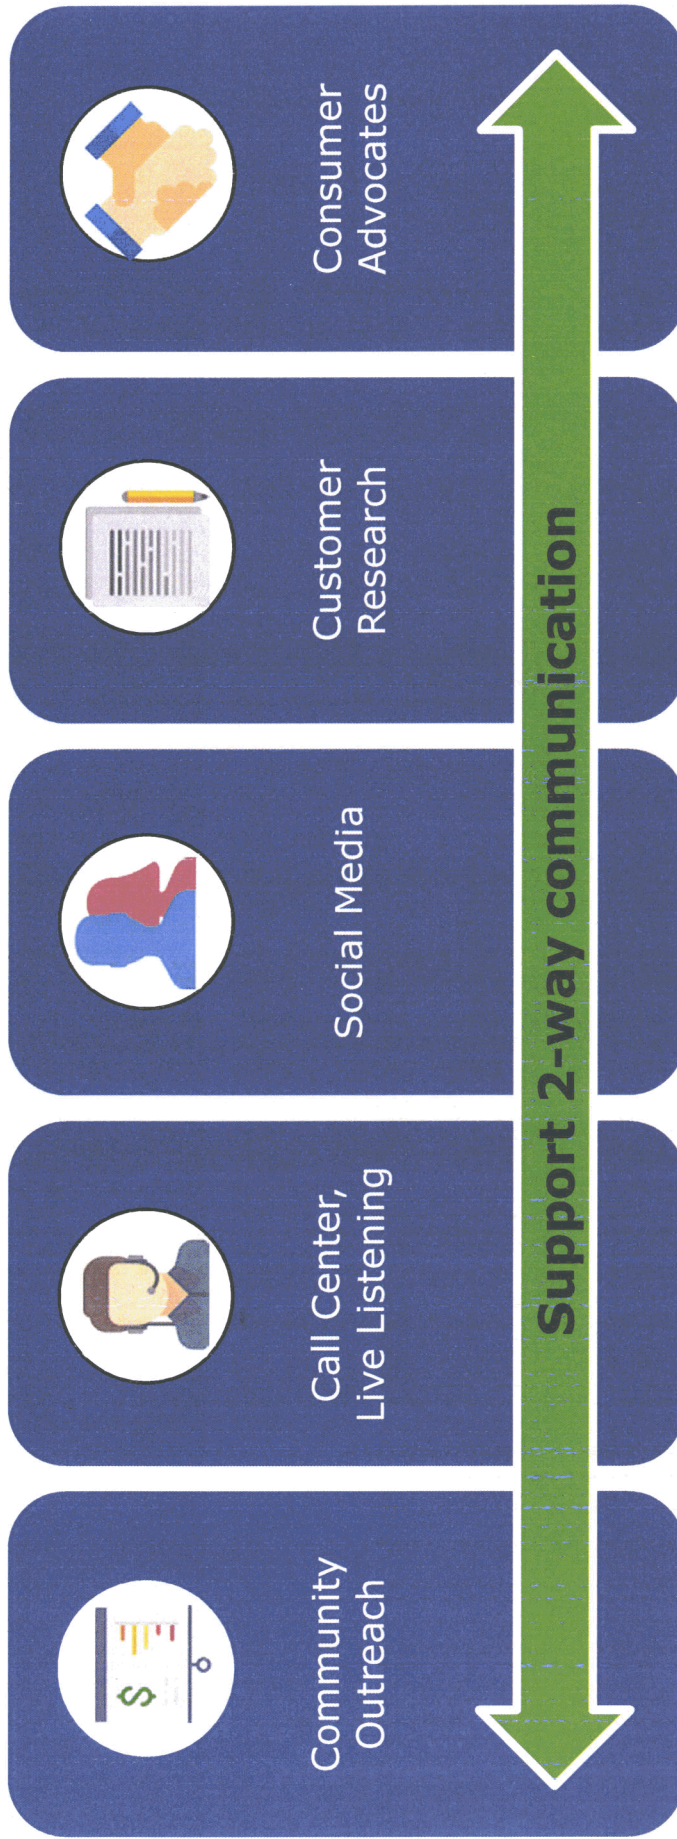 Community
Outreach
Call Center,
Live Listening
Social Media
Customer
Research
Consumer
Advocates
Support 2-way communication
$